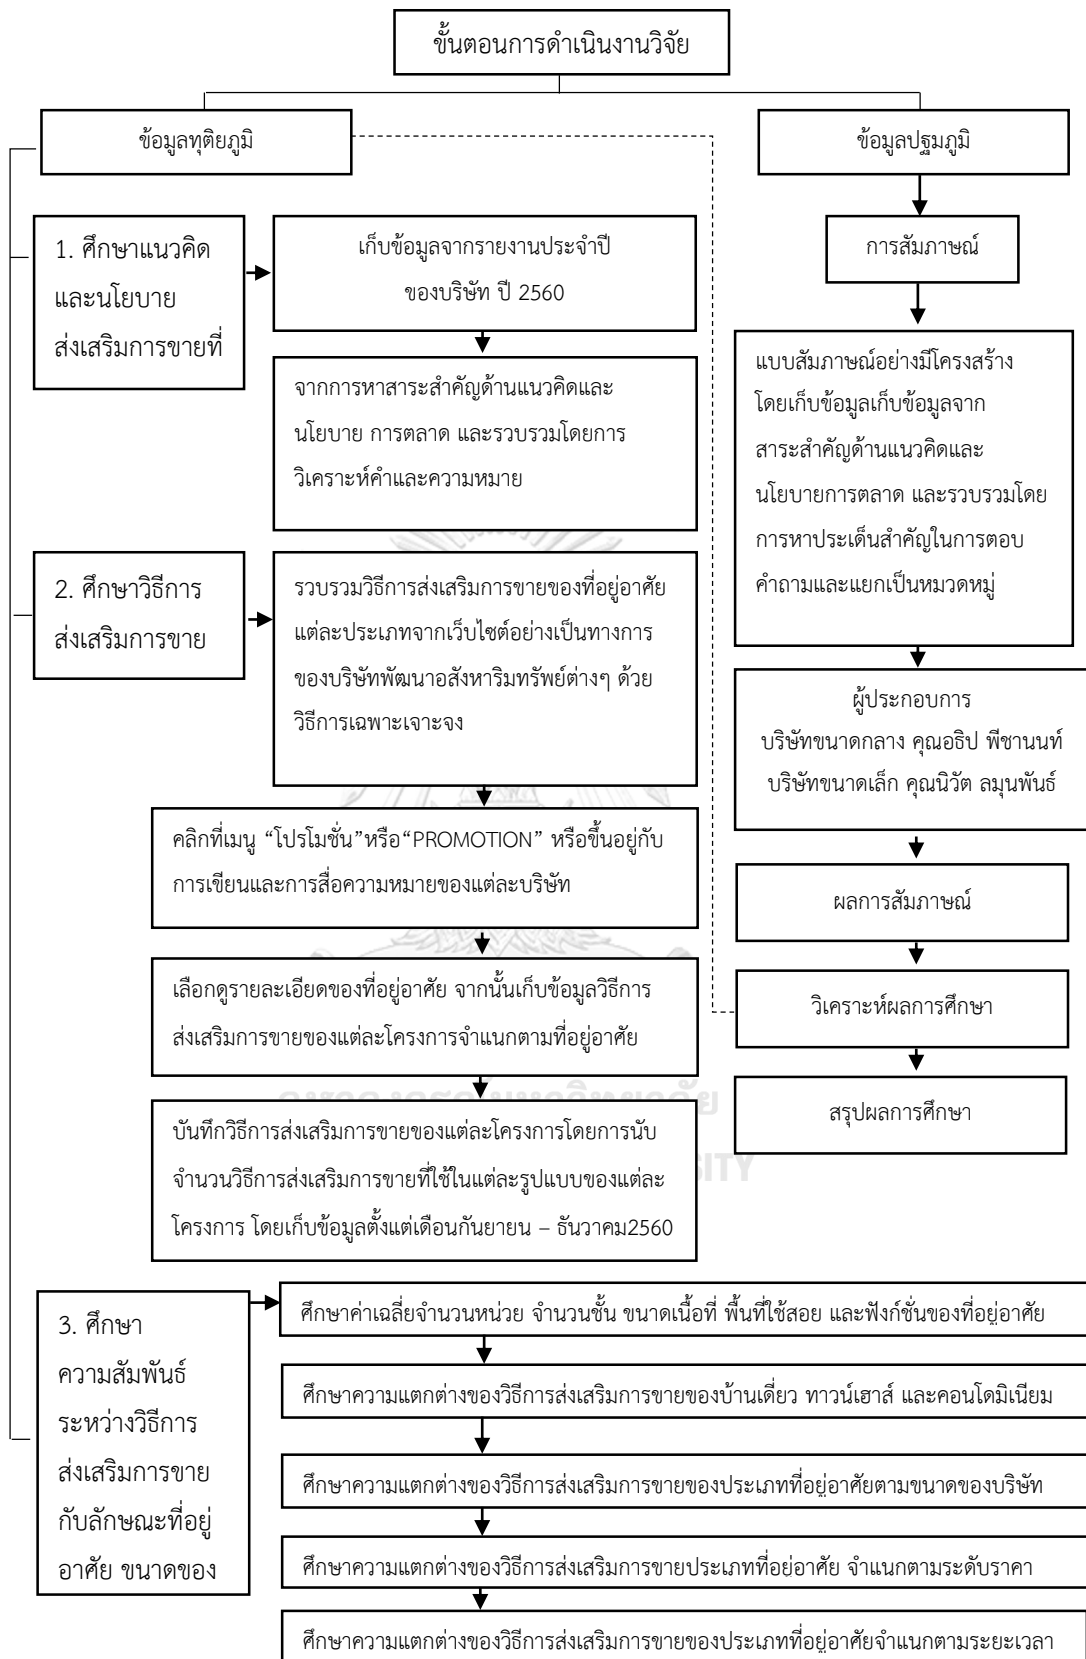 ขั้นตอนการดำเนินงานวิจัย
ข้อมูลทุติยภูมิ
ข้อมูลปฐมภูมิ
1. ศึกษาแนวคิด
และนโยบาย
ส่งเสริมการขายที่
เก็บข้อมูลจากรายงานประจำปี
ของบริษัท ปี 2560
จากการหาสาระสำคัญด้านแนวคิดและ
นโยบาย การตลาด และรวบรวมโดยการ
วิเคราะห์คำและความหมาย
2. ศึกษาวิธีการ
ส่งเสริมการขาย
รวบรวมวิธีการส่งเสริมการขายของที่อยู่อาศัย
แต่ละประเภทจากเว็บไซต์อย่างเป็นทางการ
ของบริษัทพัฒนาอสังหาริมทรัพย์ต่างๆ ด้วย
วิธีการเฉพาะเจาะจง
คลิกที่เมนู “โปรโมชั่น”หรือ“PROMOTION” หรือขึ้นอยู่กับ
การเขียนและการสื่อความหมายของแต่ละบริษัท
เลือกดูรายละเอียดของที่อยู่อาศัย จากนั้นเก็บข้อมูลวิธีการ
ส่งเสริมการขายของแต่ละโครงการจำแนกตามที่อยู่อาศัย
บันทึกวิธีการส่งเสริมการขายของแต่ละโครงการโดยการนับ
จำนวนวิธีการส่งเสริมการขายที่ใช้ในแต่ละรูปแบบของแต่ละ
โครงการ โดยเก็บข้อมูลตั้งแต่เดือนกันยายน – ธันวาคม2560
การสัมภาษณ์
แบบสัมภาษณ์อย่างมีโครงสร้าง
โดยเก็บข้อมูลเก็บข้อมูลจาก
สาระสำคัญด้านแนวคิดและ
นโยบายการตลาด และรวบรวมโดย
การหาประเด็นสำคัญในการตอบ
คำถามและแยกเป็นหมวดหมู่
ผู้ประกอบการ
บริษัทขนาดกลาง คุณอธิป พีชานนท์
บริษัทขนาดเล็ก คุณนิวัต ลมุนพันธ์
ผลการสัมภาษณ์
วิเคราะห์ผลการศึกษา
สรุปผลการศึกษา
3. ศึกษา
ความสัมพันธ์
ระหว่างวิธีการ
ส่งเสริมการขาย
กับลักษณะที่อยู่
อาศัย ขนาดของ
ศึกษาค่าเฉลี่ยจำนวนหน่วย จำนวนชั้น ขนาดเนื้อที่ พื้นที่ใช้สอย และฟังก์ชั่นของที่อยู่อาศัย
ศึกษาความแตกต่างของวิธีการส่งเสริมการขายของบ้านเดี่ยว ทาวน์เฮาส์ และคอนโดมิเนียม
ศึกษาความแตกต่างของวิธีการส่งเสริมการขายของประเภทที่อยู่อาศัยตามขนาดของบริษัท
ศึกษาความแตกต่างของวิธีการส่งเสริมการขายประเภทที่อยู่อาศัย จำแนกตามระดับราคา
ศึกษาความแตกต่างของวิธีการส่งเสริมการขายของประเภทที่อยู่อาศัยจำแนกตามระยะเวลา